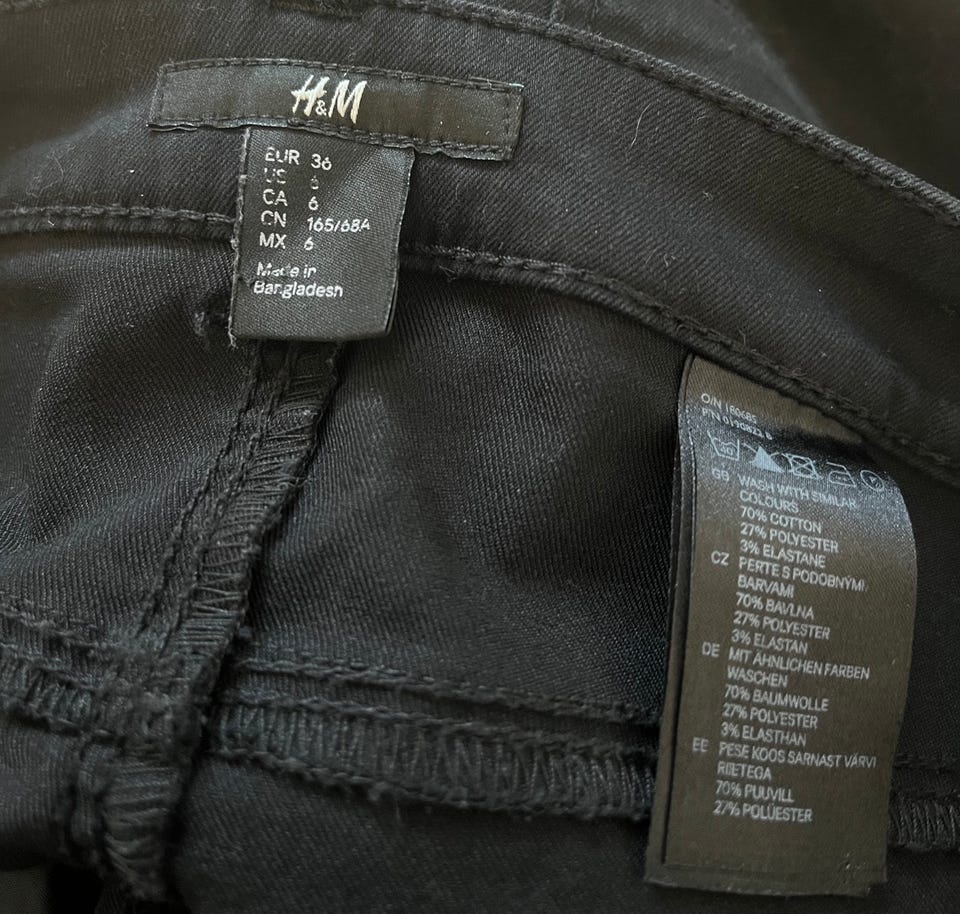 H&M
EUR 36
US 6
CA 6
CN 165/68A
MX 6
Made in
Bangladesh
O/N 180685
P/N
GB WASH WITH SIMILAR
COLOURS
70% COTTON
27% POLYESTER
3% ELASTANE
CZ PERTE S PODOBNÝMI
BARVAMI
70% BAVLNA
27% POLYESTER
3% ELASTAN
DE MIT ÄHNLICHEN FARBEN
WASCHEN
70% BAUMWOLLE
27% POLYESTER
3% ELASTHAN
EE PESE KOOS SARNAST VÄRVI
RIIETEGA
70% PUUVILL
27% POLÜESTER